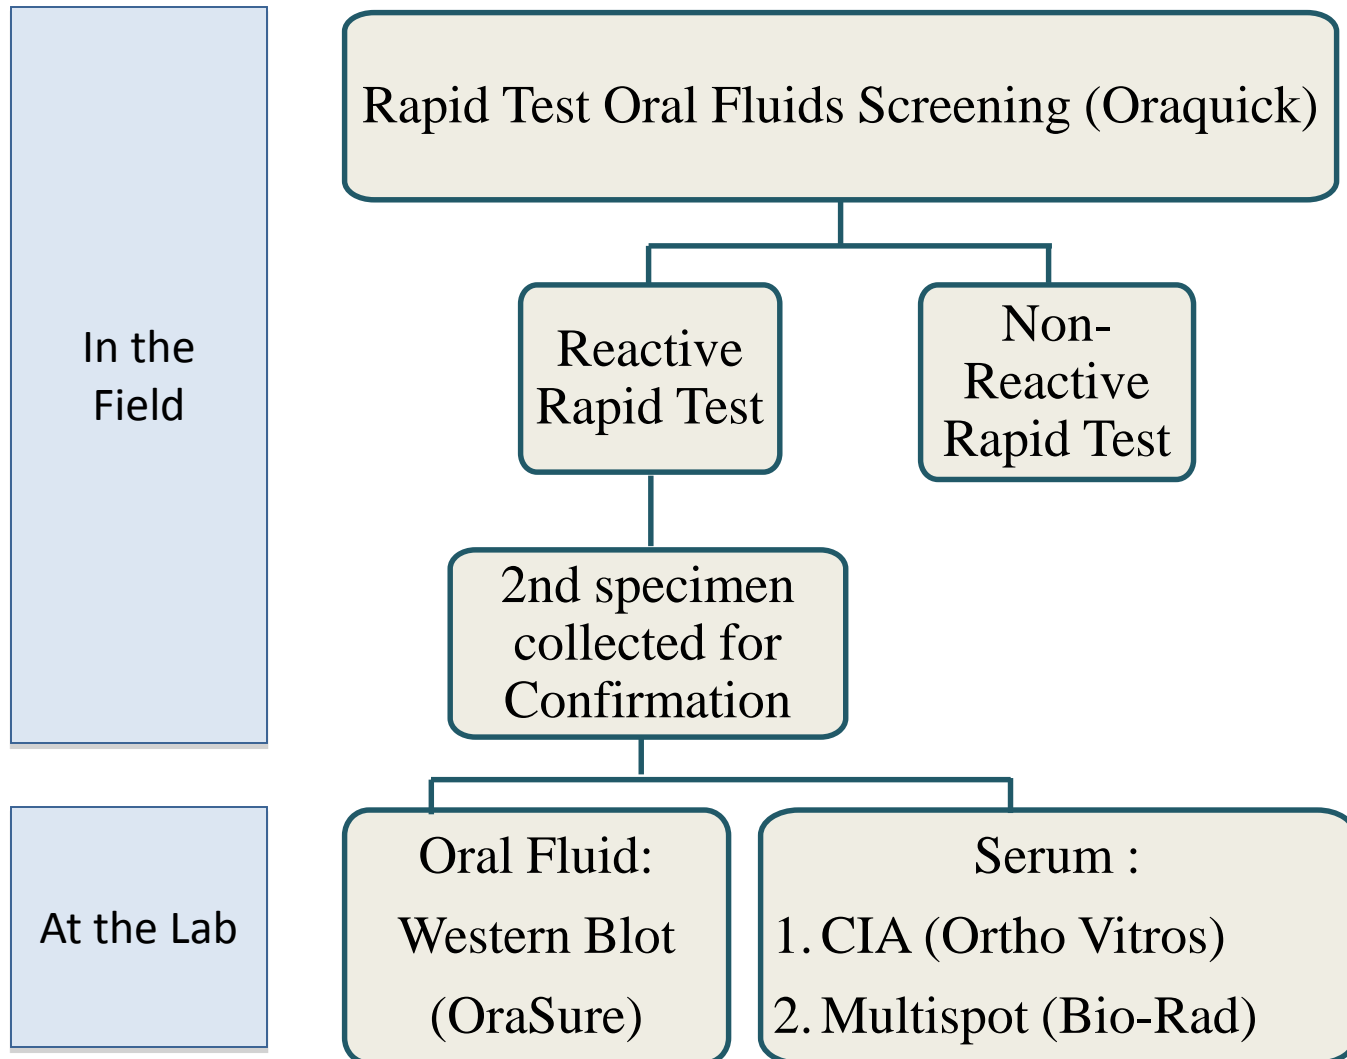 Rapid Test Oral Fluids Screening (Oraquick)
In the
Field
Reactive
Rapid Test
Non-
Reactive
Rapid Test
2nd specimen
collected for
Confirmation
At the Lab
Oral Fluid:
Western Blot
(OraSure)
Serum :
1. CIA (Ortho Vitros)
2. Multispot (Bio-Rad)